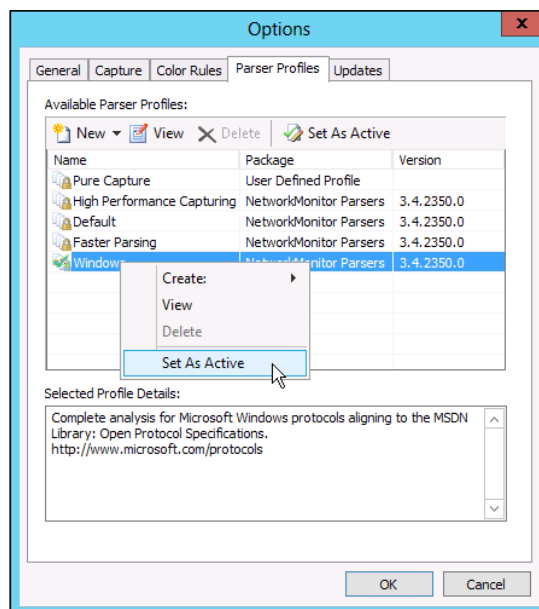 Options
x
General Capture Color Rules Parser Profiles Updates
Available Parser Profiles:
New View Delete Set As Active
Name Package Version
Pure Capture User Defined Profile
High Performance Capturing NetworkMonitor Parsers 3.4.2350.0
Default NetworkMonitor Parsers 3.4.2350.0
Faster Parsing NetworkMonitor Parsers 3.4.2350.0
Windows NetworkMonitor Parsers 3.4.2350.0
Create:
View
Delete
Set As Active
Selected Profile Details:
Complete analysis for Microsoft Windows protocols aligning to the MSDN
Library: Open Protocol Specifications.
http://www.microsoft.com/protocols
OK Cancel